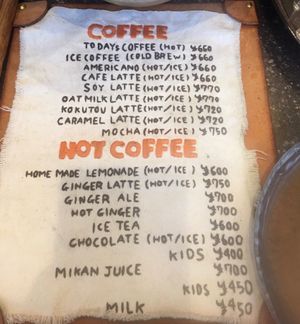 COFFEE
TODAYS COFFEE (HOT) ¥660
ICE COFFEE (COLD BREW) ¥660
AMERICANO (HOT/ICE) ¥660
CAFE LATTE (HOT/ICE) ¥660
SOY LATTE (HOT/ICE) ¥770
OAT MILK LATTE (HOT/ICE) ¥770
KOKUTOU LATTE (HOT/ICE) ¥720
CARAMEL LATTE (HOT/ICE) ¥720
MOCHA (HOT/ICE) ¥750
NOT COFFEE
HOME MADE LEMONADE (HOT/ICE) ¥600
GINGER LATTE (HOT/ICE) ¥750
GINGER ALE ¥700
HOT GINGER ¥700
ICE TEA ¥600
CHOCOLATE (HOT/ICE) ¥600
KIDS ¥400
MIKAN JUICE ¥700
KIDS ¥450
MILK ¥450